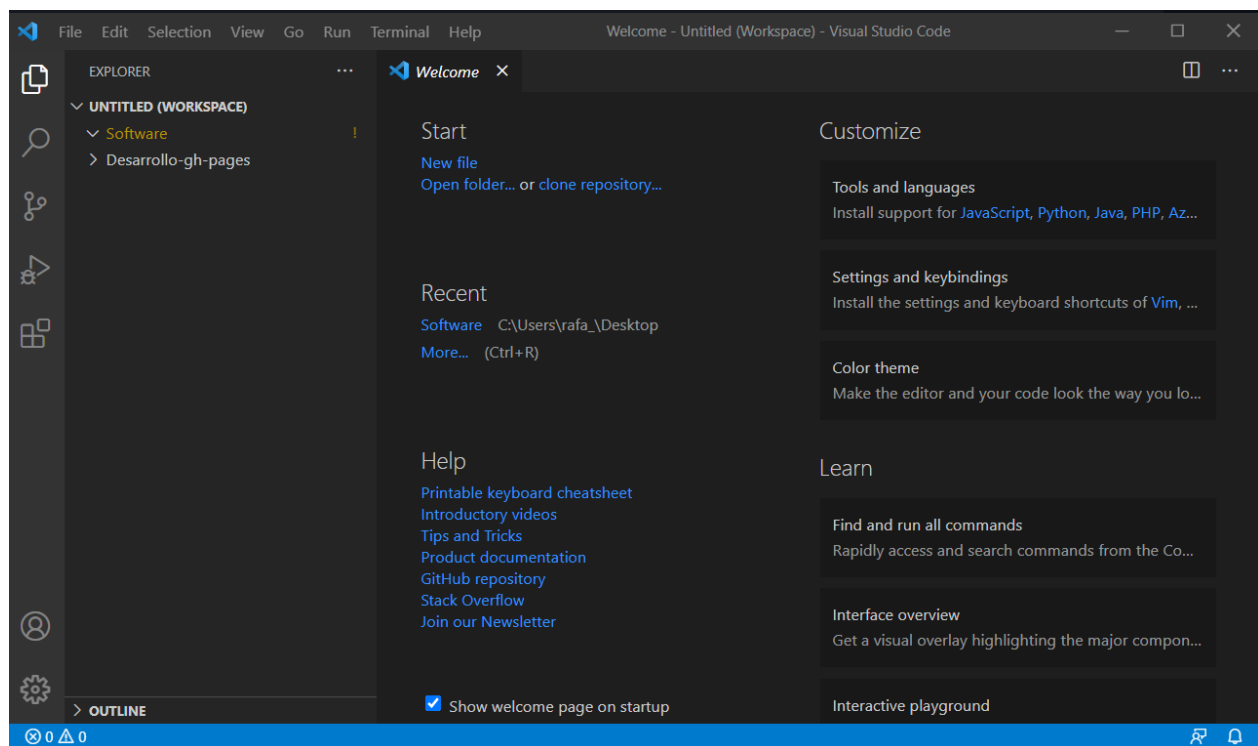 File Edit Selection View Go Run Terminal Help Welcome - Untitled (Workspace) - Visual Studio Code
EXPLORER
UNTITLED (WORKSPACE)
Software !
Desarrollo-gh-pages
OUTLINE
Welcome
Start
New file
Open folder... or clone repository...
Recent
Software C:\Users\rafa_\Desktop
More... (Ctrl+R)
Help
Printable keyboard cheatsheet
Introductory videos
Tips and Tricks
Product documentation
GitHub repository
Stack Overflow
Join our Newsletter
Show welcome page on startup
Customize
Tools and languages
Install support for JavaScript, Python, Java, PHP, Az...
Settings and keybindings
Install the settings and keyboard shortcuts of Vim, ...
Color theme
Make the editor and your code look the way you lo...
Learn
Find and run all commands
Rapidly access and search commands from the Co...
Interface overview
Get a visual overlay highlighting the major compon...
Interactive playground
0 0